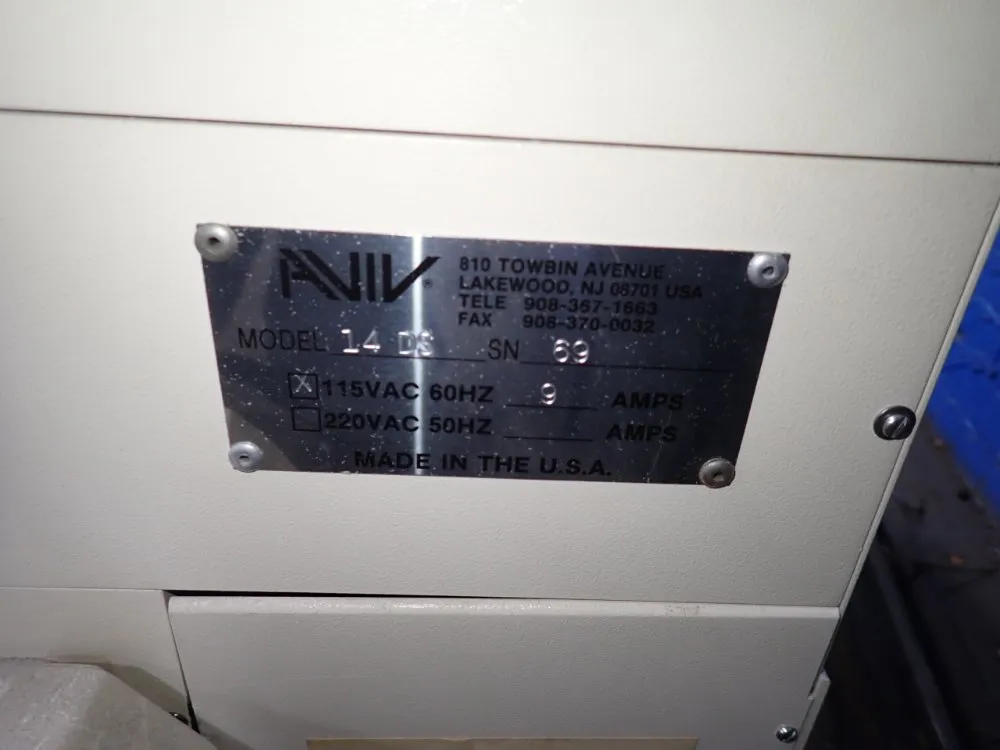 AVIV®
810 TOWBIN AVENUE
LAKEWOOD, NJ 08701 USA
TELE 908-367-1663
FAX 908-370-0032
MODEL 14 DS SN 69
X 115VAC 60HZ 9 AMPS
220VAC 50HZ AMPS
MADE IN THE U.S.A.